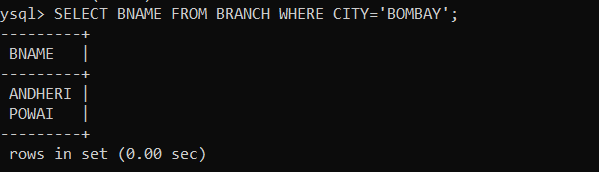 ysql> SELECT BNAME FROM BRANCH WHERE CITY='BOMBAY';
---------+
 BNAME   |
---------+
 ANDHERI |
 POWAI   |
---------+
 rows in set (0.00 sec)